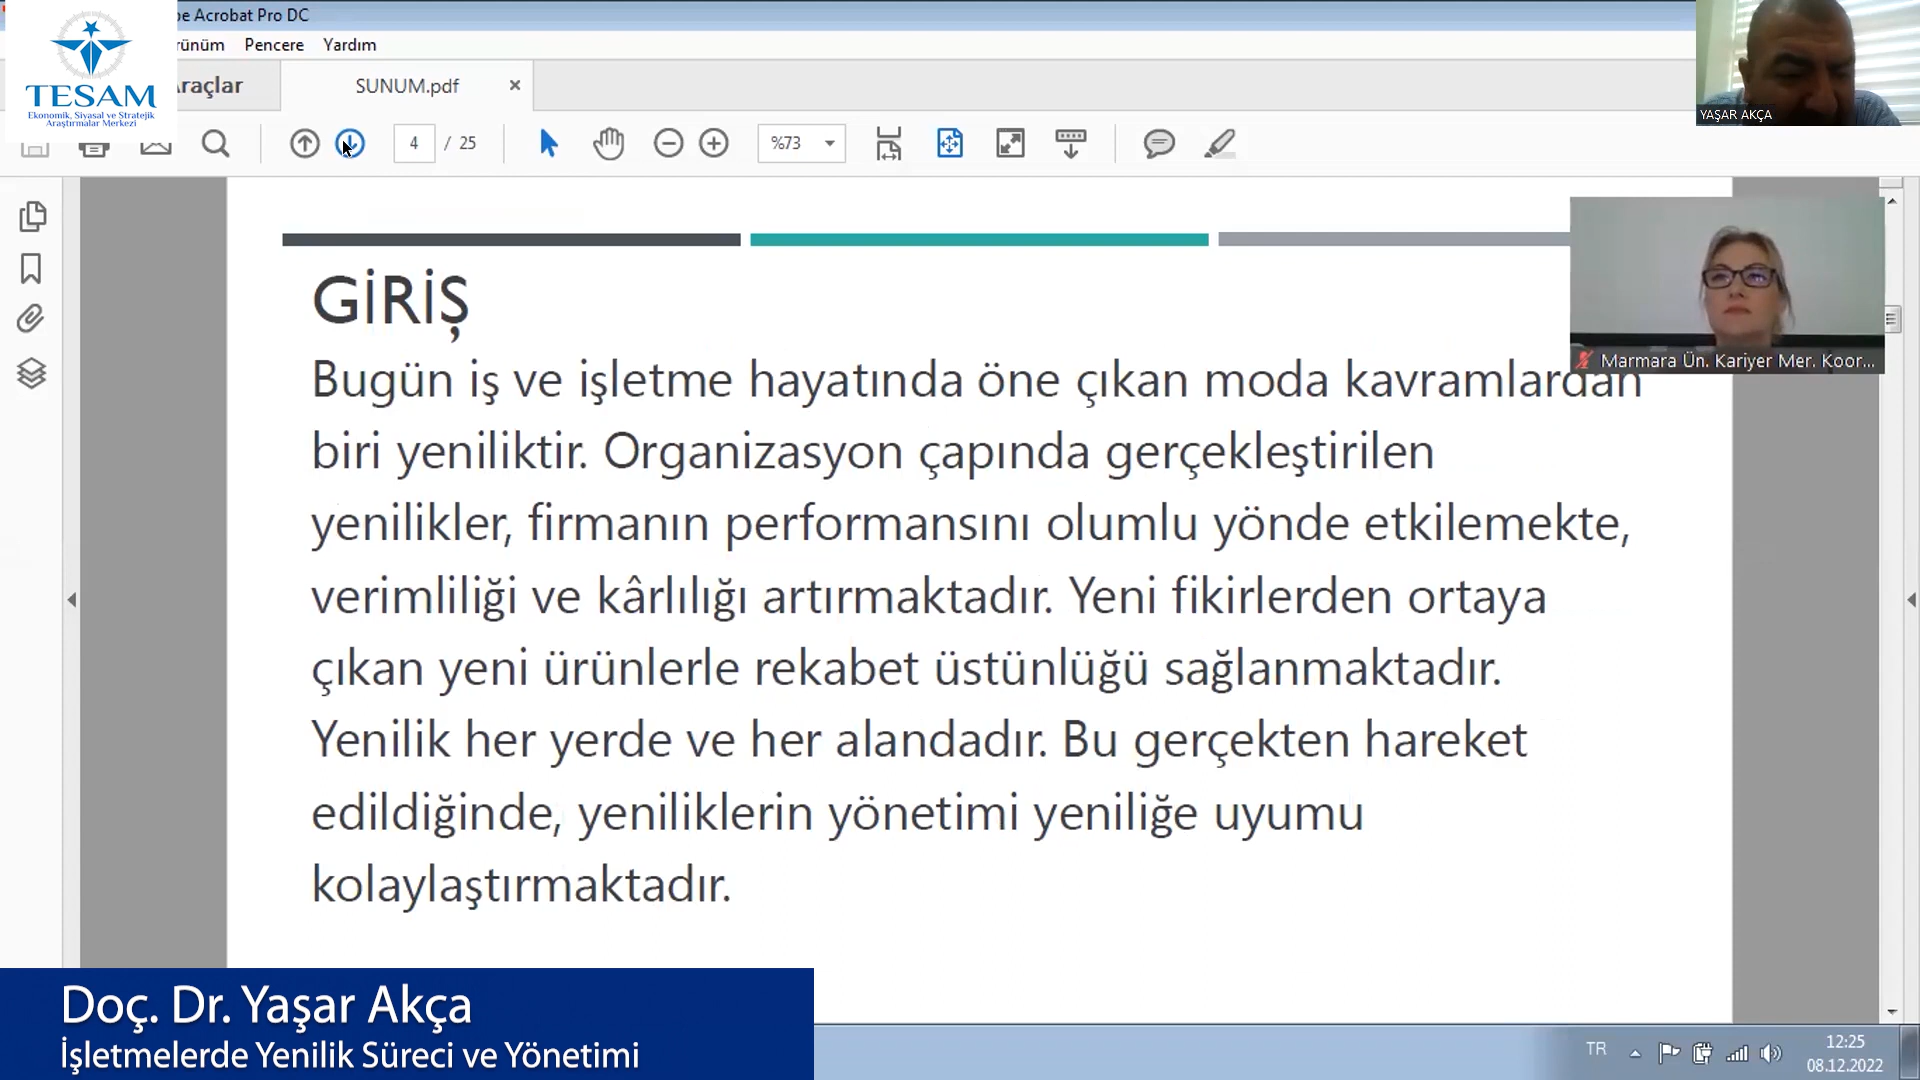 Acrobat Pro DC
Pencere Yardım
TESAM
Ekonomik, Siyasal ve Stratejik
Araştırmalar Merkezi
SUNUM.pdf
4 / 25
%73
YAŞAR AKÇA
Marmara Ün. Kariyer Mer. Koor...
GİRİŞ
Bugün iş ve işletme hayatında öne çıkan moda kavramlardan
biri yeniliktir. Organizasyon çapında gerçekleştirilen
yenilikler, firmanın performansını olumlu yönde etkilemekte,
verimliliği ve kârlılığı artırmaktadır. Yeni fikirlerden ortaya
çıkan yeni ürünlerle rekabet üstünlüğü sağlanmaktadır.
Yenilik her yerde ve her alandadır. Bu gerçekten hareket
edildiğinde, yeniliklerin yönetimi yeniliğe uyumu
kolaylaştırmaktadır.
Doç. Dr. Yaşar Akça
İşletmelerde Yenilik Süreci ve Yönetimi
TR
12:25
08.12.2022